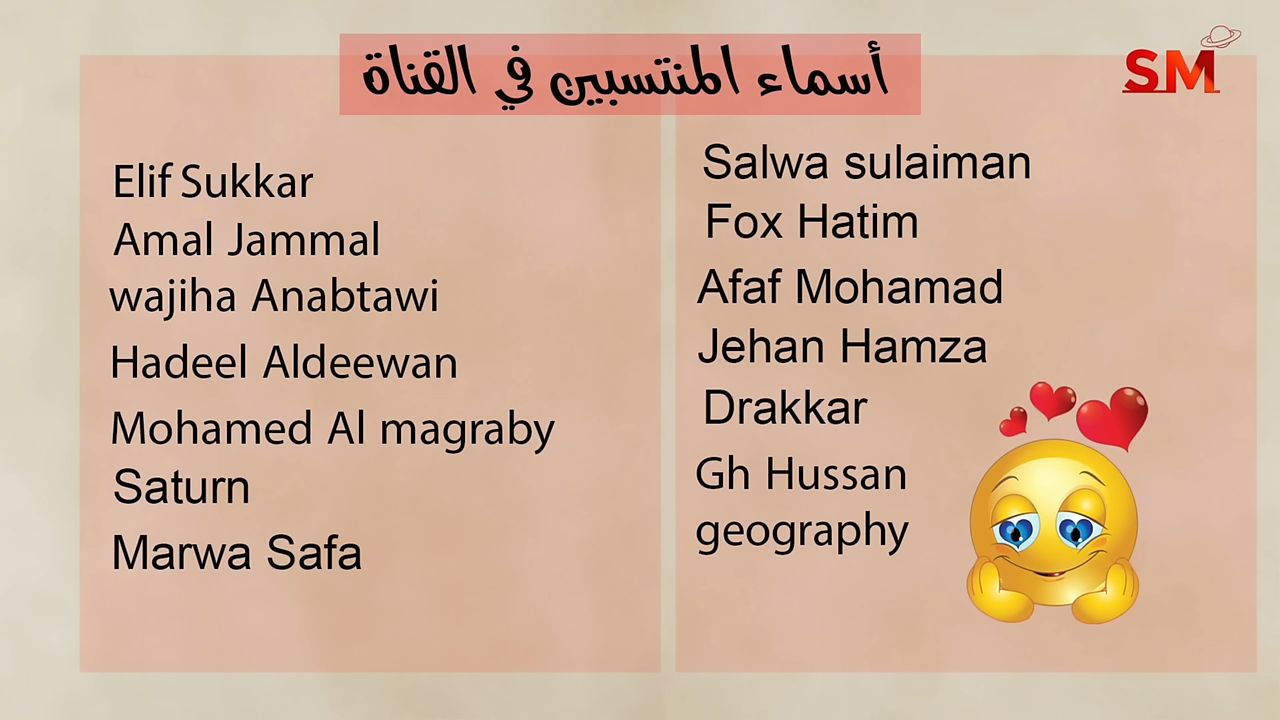 أسماء المنتسبين في القناة
SM
Elif Sukkar
Amal Jammal
wajiha Anabtawi
Hadeel Aldeewan
Mohamed Al magraby
Saturn
Marwa Safa
Salwa sulaiman
Fox Hatim
Afaf Mohamad
Jehan Hamza
Drakkar
Gh Hussan
geography